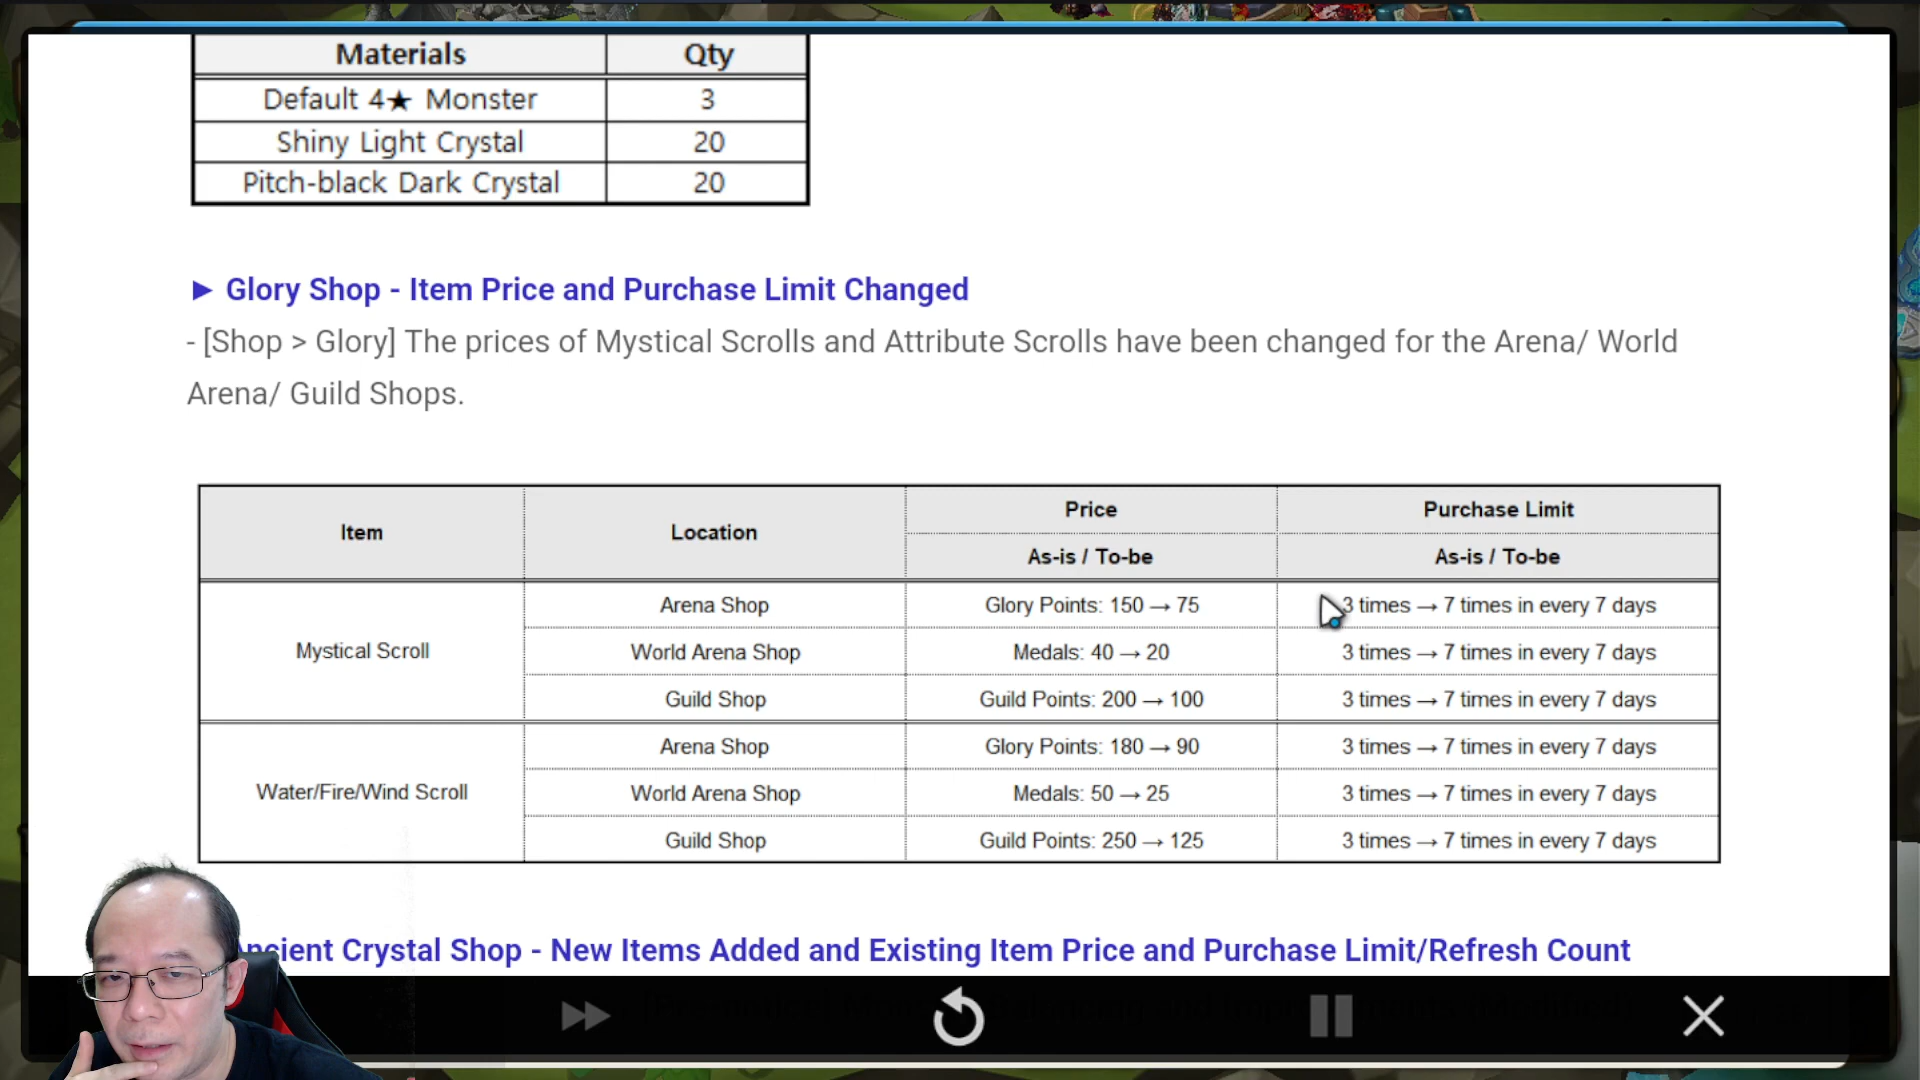 Materials Qty
Default 4★ Monster 3
Shiny Light Crystal 20
Pitch-black Dark Crystal 20
► Glory Shop - Item Price and Purchase Limit Changed
- [Shop > Glory] The prices of Mystical Scrolls and Attribute Scrolls have been changed for the Arena/ World
Arena/ Guild Shops.
Item Location Price Purchase Limit
As-is / To-be As-is / To-be
Mystical Scroll
Arena Shop Glory Points: 150 → 75 3 times → 7 times in every 7 days
World Arena Shop Medals: 40 → 20 3 times → 7 times in every 7 days
Guild Shop Guild Points: 200 → 100 3 times → 7 times in every 7 days
Water/Fire/Wind Scroll
Arena Shop Glory Points: 180 → 90 3 times → 7 times in every 7 days
World Arena Shop Medals: 50 → 25 3 times → 7 times in every 7 days
Guild Shop Guild Points: 250 → 125 3 times → 7 times in every 7 days
Ancient Crystal Shop - New Items Added and Existing Item Price and Purchase Limit/Refresh Count